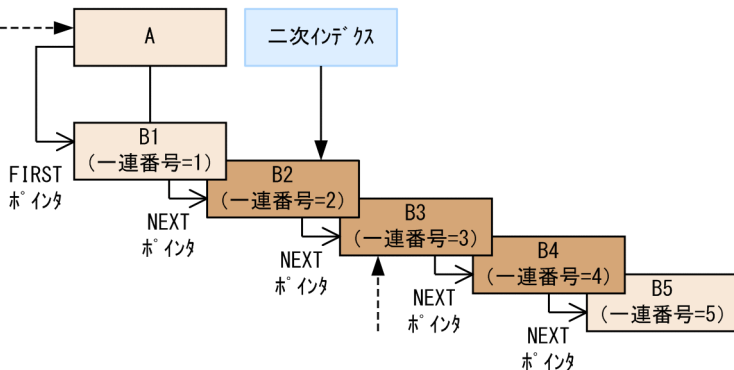 A
二次インデクス
B1
(一連番号=1)
FIRST
ポインタ
B2
(一連番号=2)
NEXT
ポインタ
B3
(一連番号=3)
NEXT
ポインタ
B4
(一連番号=4)
NEXT
ポインタ
B5
(一連番号=5)
NEXT
ポインタ